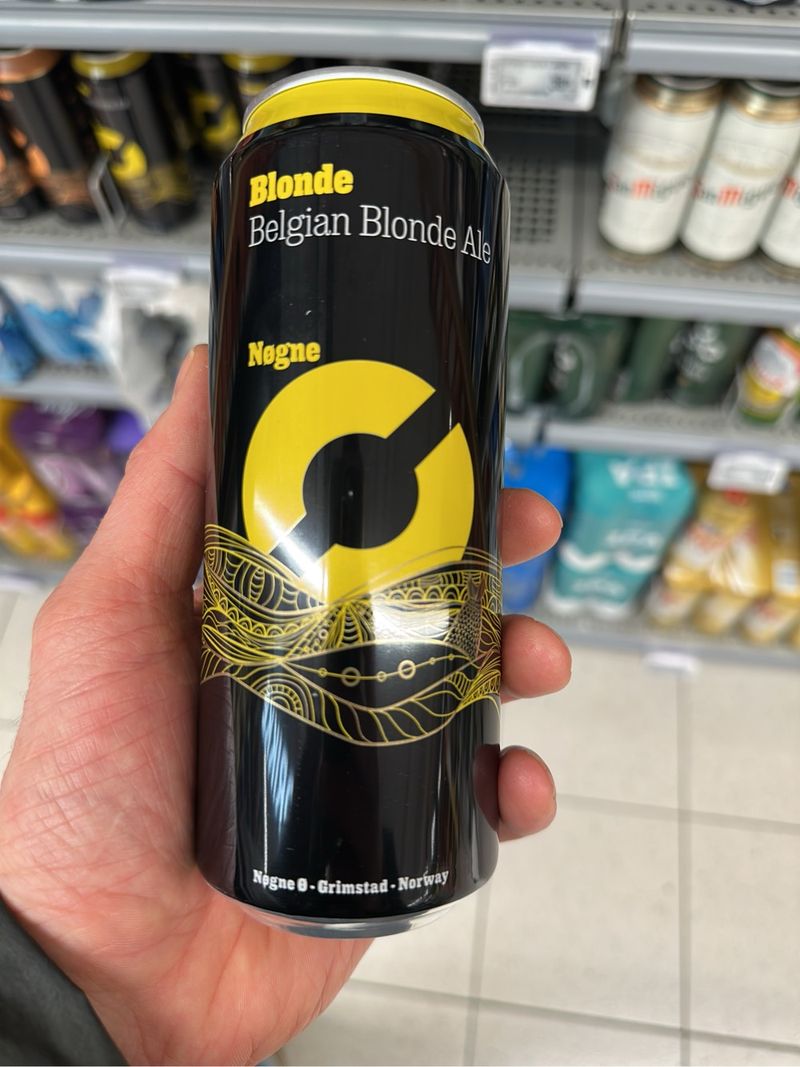 Blonde
Belgian Blonde Ale
Nøgne
Nøgne Ø - Grimstad - Norway